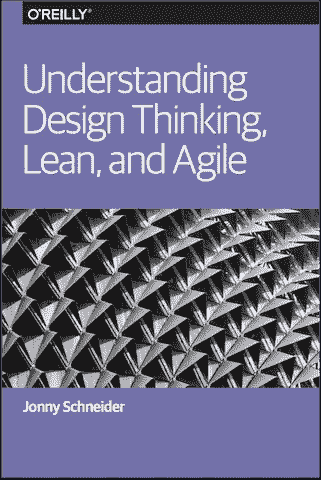 O'REILLY®
Understanding
Design Thinking,
Lean, and Agile
Jonny Schneider